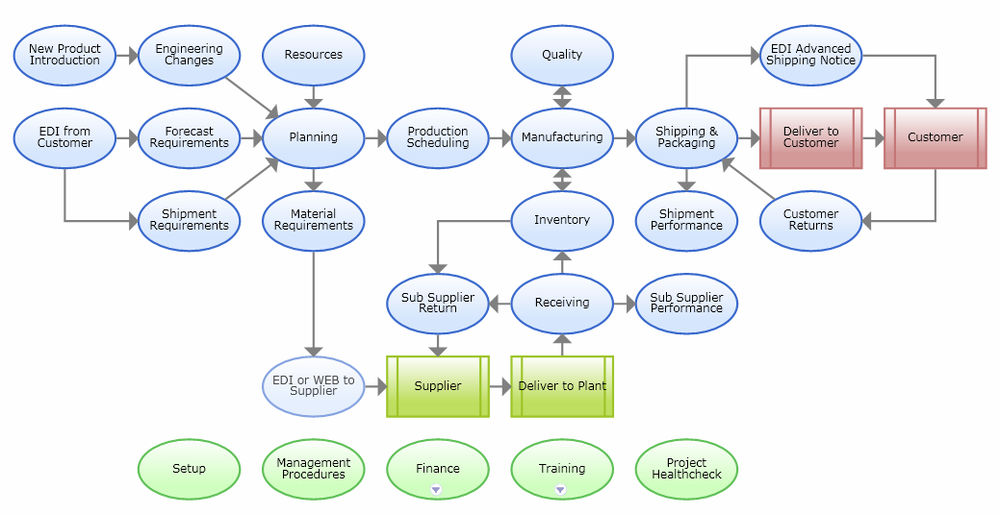 New Product
Introduction
Engineering
Changes
Resources
Quality
EDI Advanced
Shipping Notice
EDI from
Customer
Forecast
Requirements
Planning
Production
Scheduling
Manufacturing
Shipping &
Packaging
Deliver to
Customer
Customer
Shipment
Requirements
Material
Requirements
Inventory
Shipment
Performance
Customer
Returns
Sub Supplier
Return
Receiving
Sub Supplier
Performance
EDI or WEB to
Supplier
Supplier
Deliver to Plant
Setup
Management
Procedures
Finance
Training
Project
Healthcheck